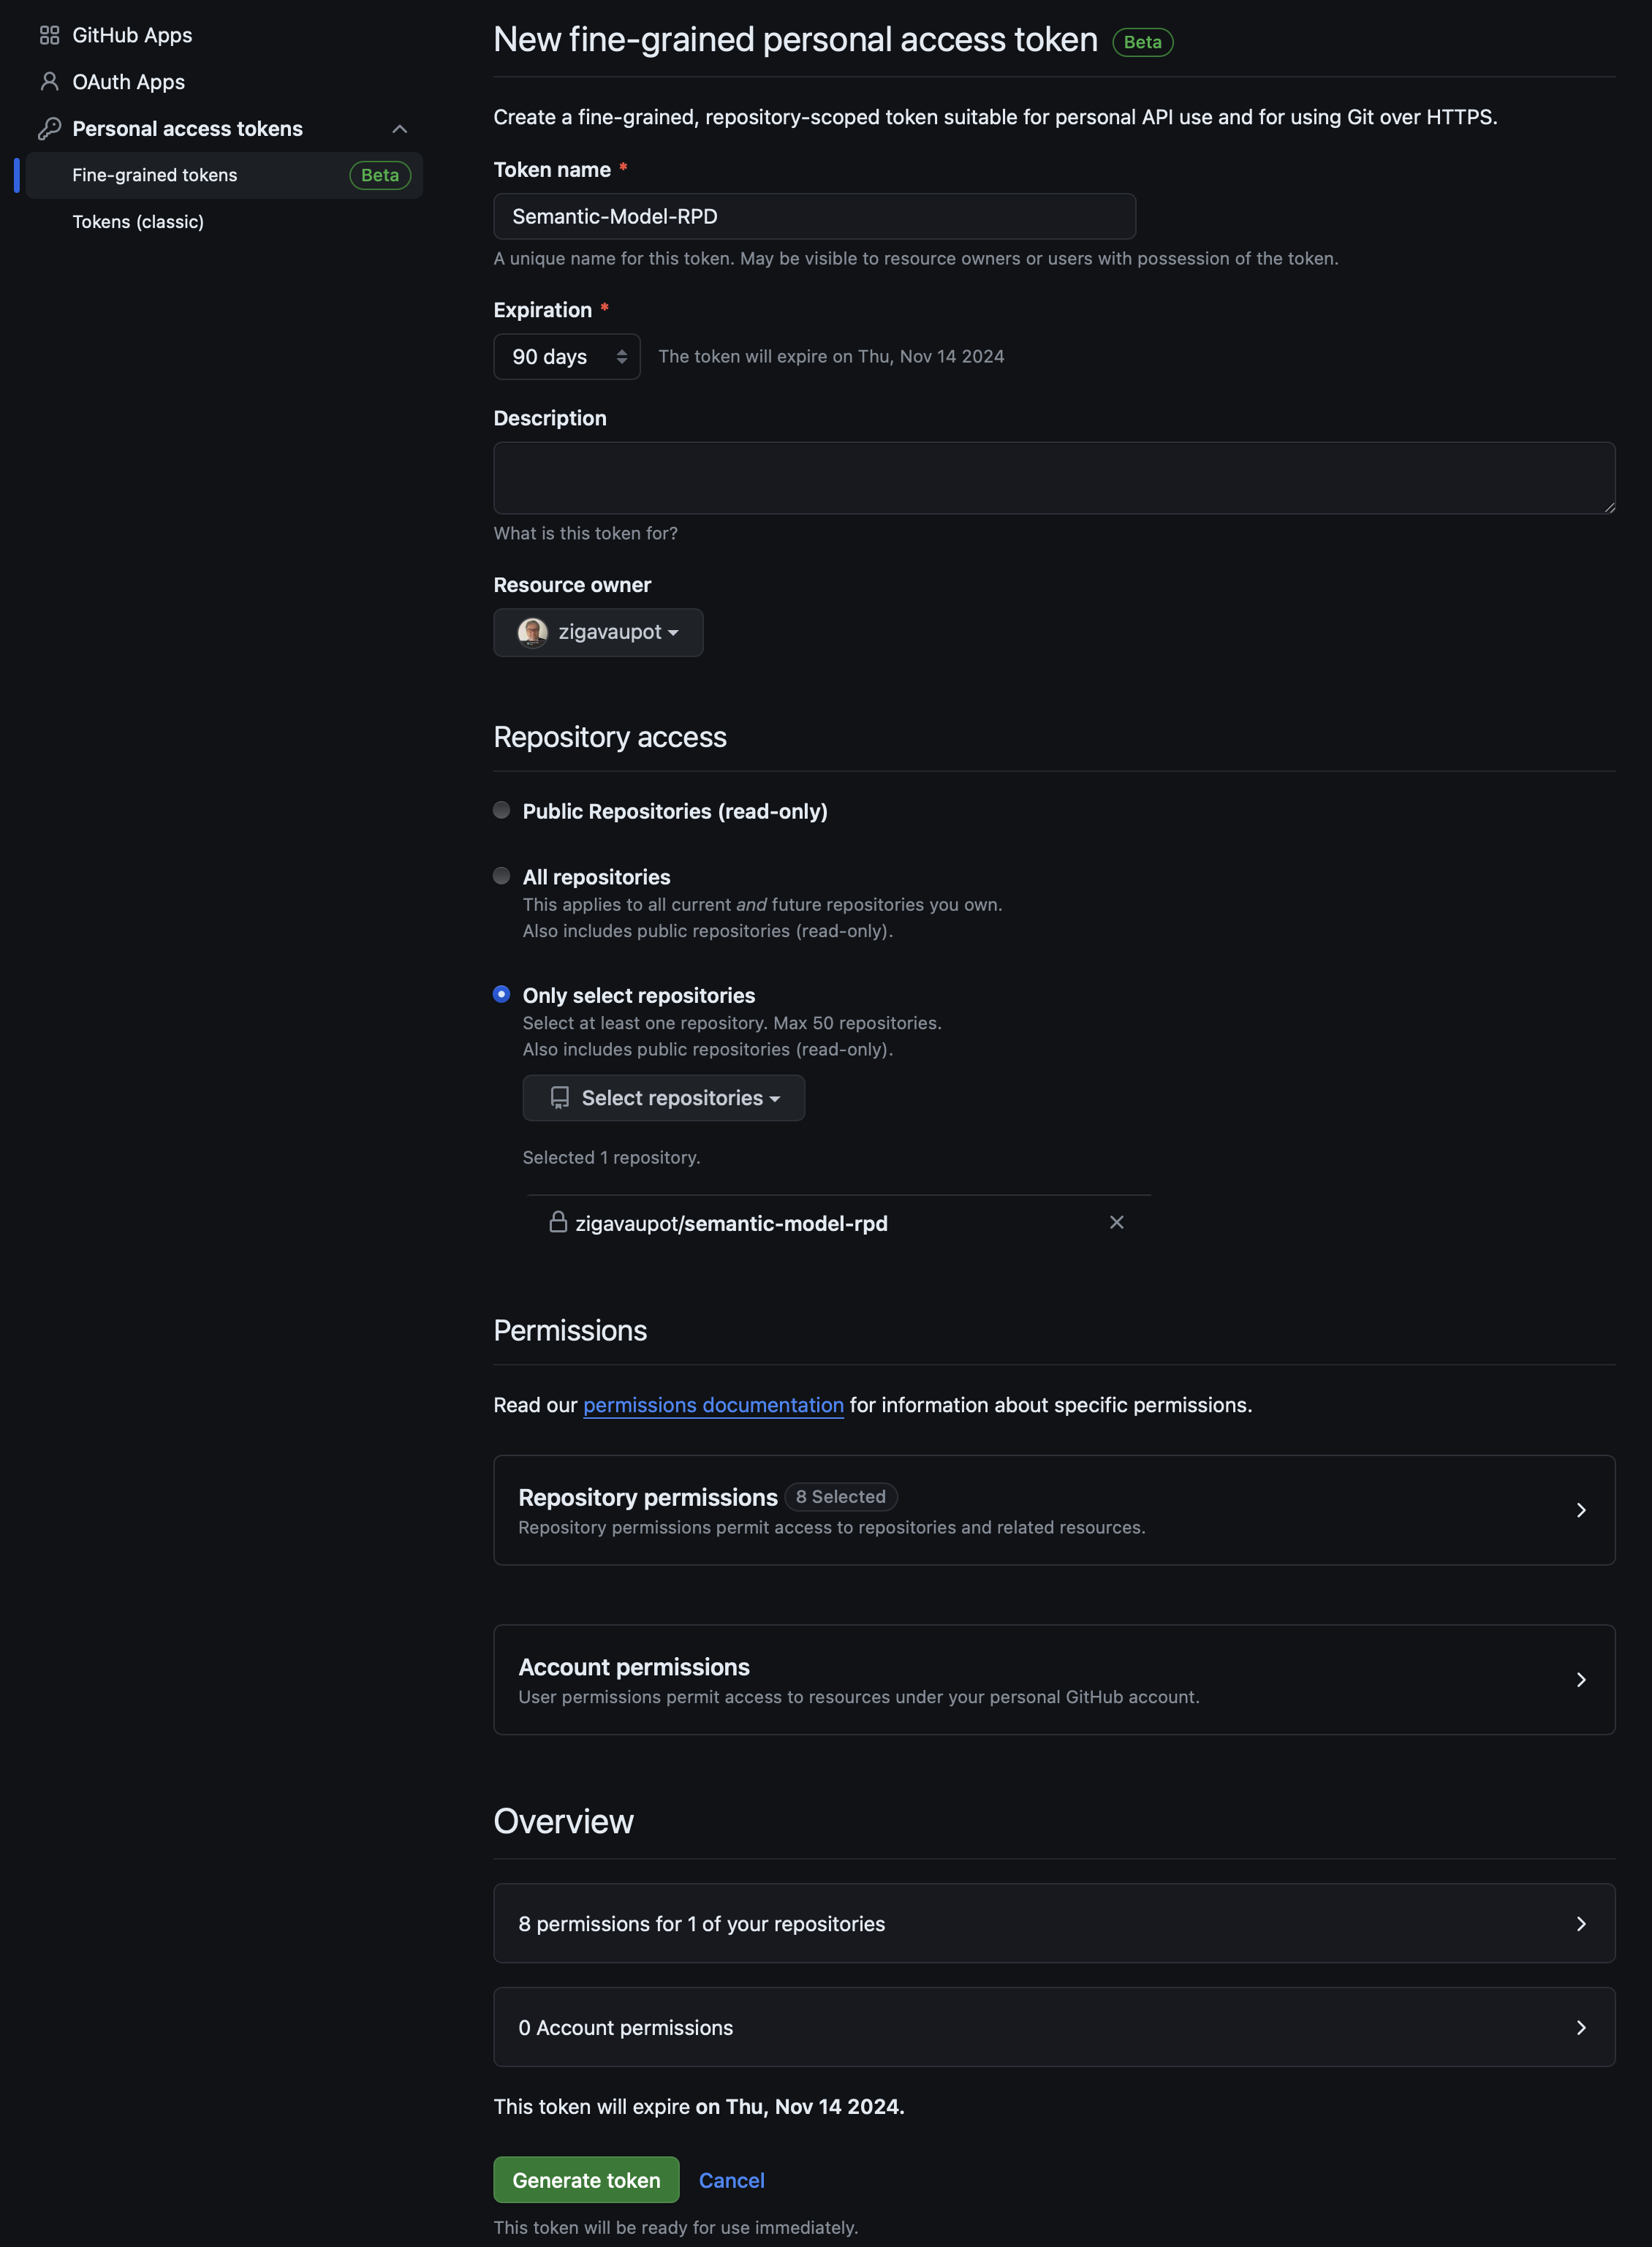 GitHub Apps
OAuth Apps
Personal access tokens
Fine-grained tokens Beta
Tokens (classic)
New fine-grained personal access token Beta
Create a fine-grained, repository-scoped token suitable for personal API use and for using Git over HTTPS.
Token name *
Semantic-Model-RPD
A unique name for this token. May be visible to resource owners or users with possession of the token.
Expiration *
90 days The token will expire on Thu, Nov 14 2024
Description
What is this token for?
Resource owner
zigavaupot
Repository access
Public Repositories (read-only)
All repositories
This applies to all current and future repositories you own.
Also includes public repositories (read-only).
Only select repositories
Select at least one repository. Max 50 repositories.
Also includes public repositories (read-only).
Select repositories
Selected 1 repository.
zigavaupot/semantic-model-rpd
Permissions
Read our permissions documentation for information about specific permissions.
Repository permissions 8 Selected
Repository permissions permit access to repositories and related resources.
Account permissions
User permissions permit access to resources under your personal GitHub account.
Overview
8 permissions for 1 of your repositories
0 Account permissions
This token will expire on Thu, Nov 14 2024.
Generate token Cancel
This token will be ready for use immediately.